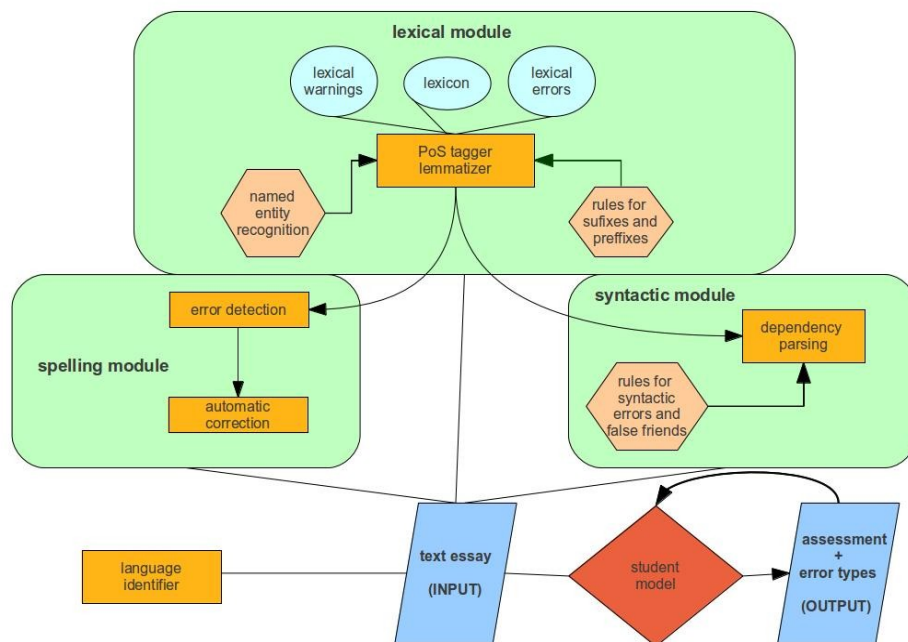 lexical module
lexical
warnings
lexicon
lexical
errors
PoS tagger
lemmatizer
named
entity
recognition
rules for
sufixes and
preffixes
error detection
spelling module
automatic
correction
syntactic module
dependency
parsing
rules for
syntactic
errors and
false friends
language
identifier
text essay
(INPUT)
student
model
assessment
+
error types
(OUTPUT)